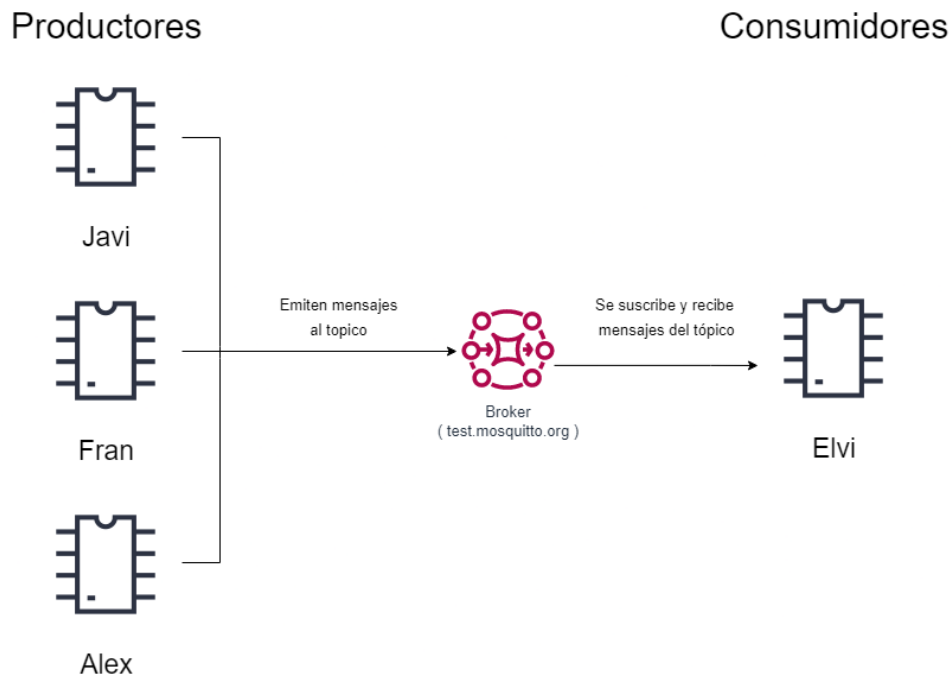 Productores
Consumidores
Javi
Emiten mensajes
al topico
Se suscribe y recibe
mensajes del tópico
Broker
( test.mosquitto.org )
Fran
Elvi
Alex